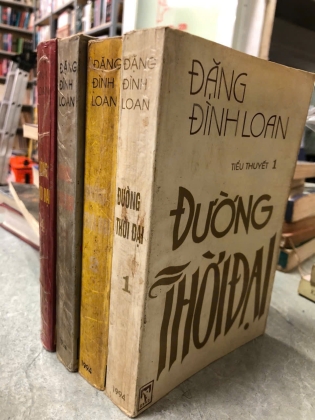 ĐẶNG
ĐÌNH LOAN
TIỂU THUYẾT 1
ĐƯỜNG
THỜI ĐẠI
ĐẶNG
ĐÌNH
LOAN
ĐƯỜNG
THỜI ĐẠI
1
1994
ĐẶNG
ĐÌNH
LOAN
ĐẶNG
ĐÌNH
LOAN